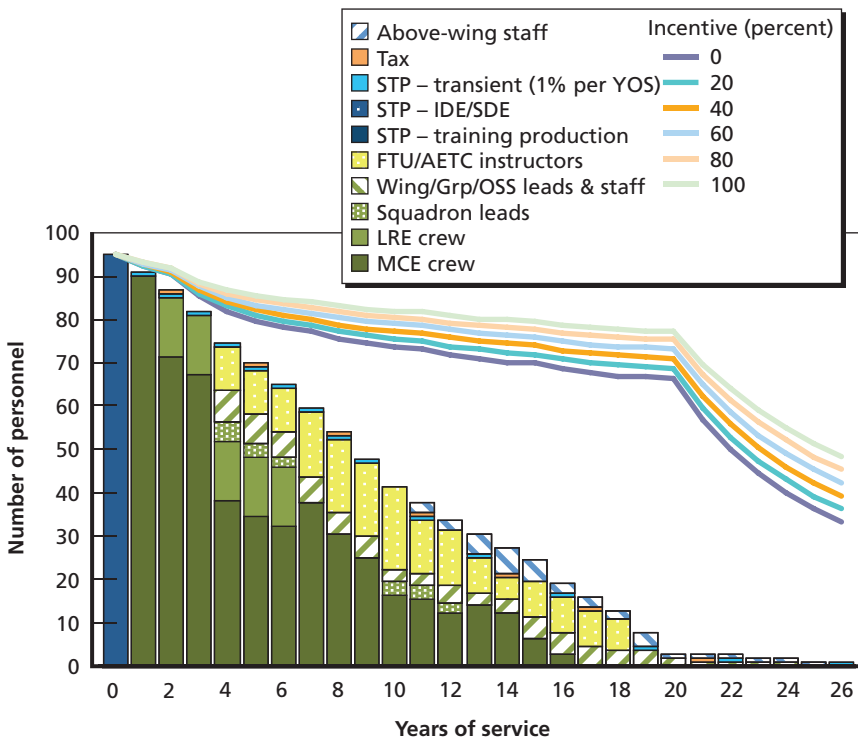 Above-wing staff
Tax
STP – transient (1% per YOS)
STP – IDE/SDE
STP – training production
FTU/AETC instructors
Wing/Grp/OSS leads & staff
Squadron leads
LRE crew
MCE crew
Incentive (percent)
0
20
40
60
80
100
Number of personnel
100
90
80
70
60
50
40
30
20
10
0
0 2 4 6 8 10 12 14 16 18 20 22 24 26
Years of service